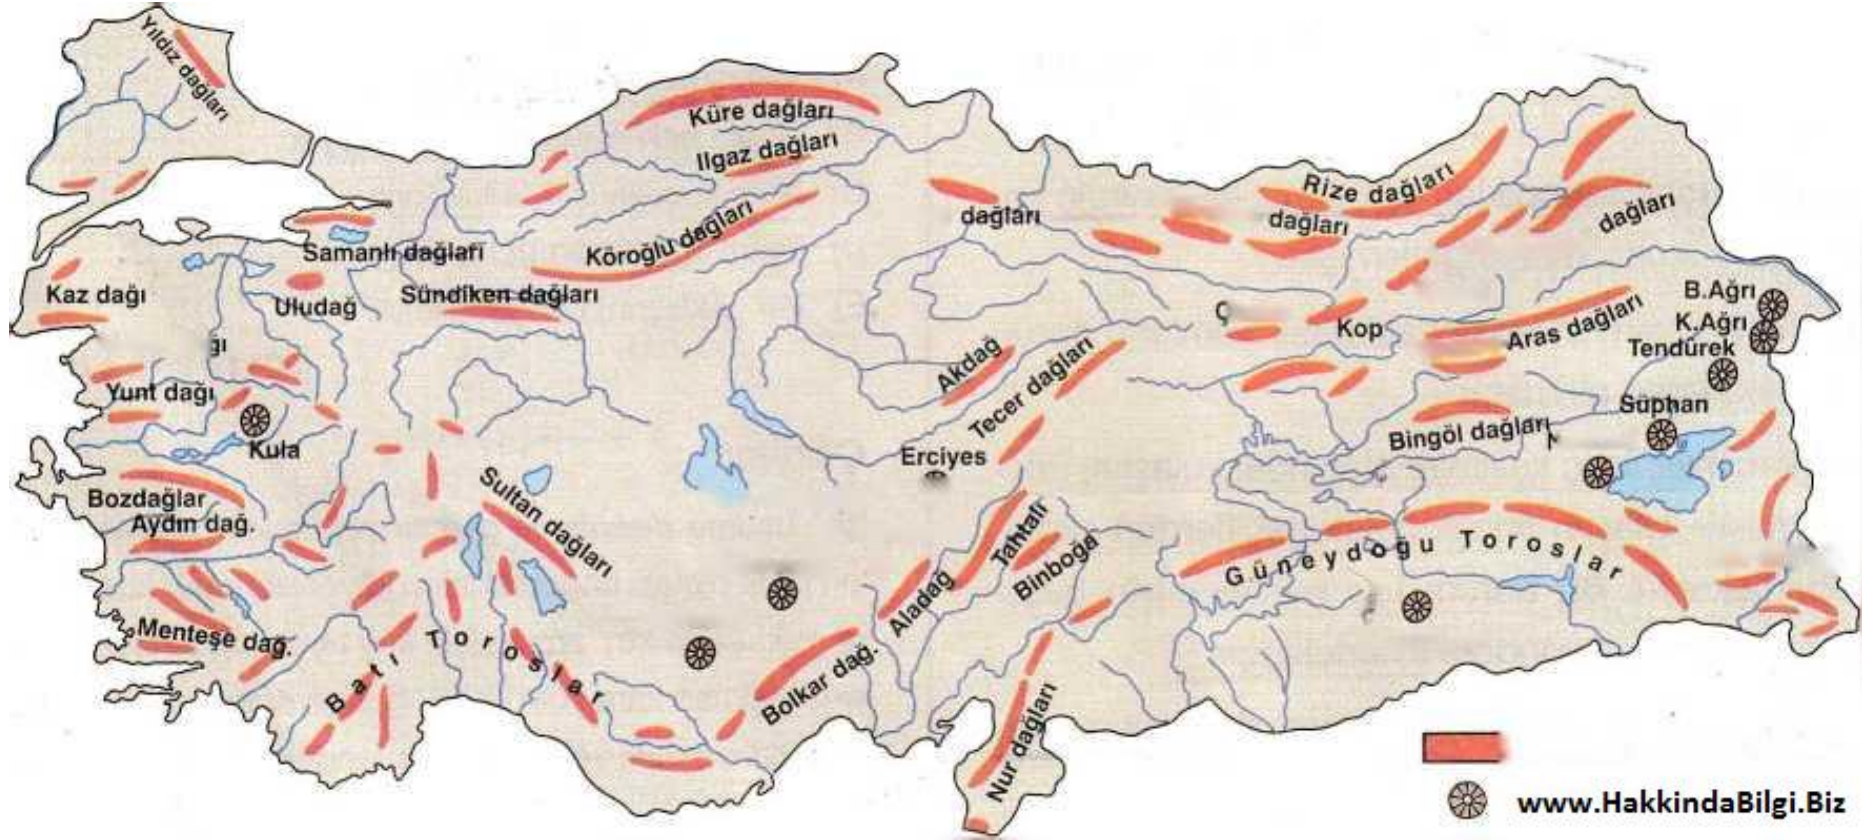 Yıldız dağları
Küre dağları
Ilgaz dağları
Köroğlu dağları
Samanlı dağları
Kaz dağı
Uludağ
Sündiken dağları
ğı
Yunt dağı
Kula
Bozdağlar
Aydın dağ.
Menteşe dağ.
Batı Toroslar
Sultan dağları
dağları
Rize dağları
dağları
dağları
Ç
Kop
Aras dağları
B.Ağrı
K.Ağrı
Tendürek
Süphan
Bingöl dağları
Akdağ
Tecer dağları
Erciyes
Tahtalı
Binboğa
Aladağ
Bolkar dağ.
Nur dağları
Güneydoğu Toroslar
www.HakkindaBilgi.Biz